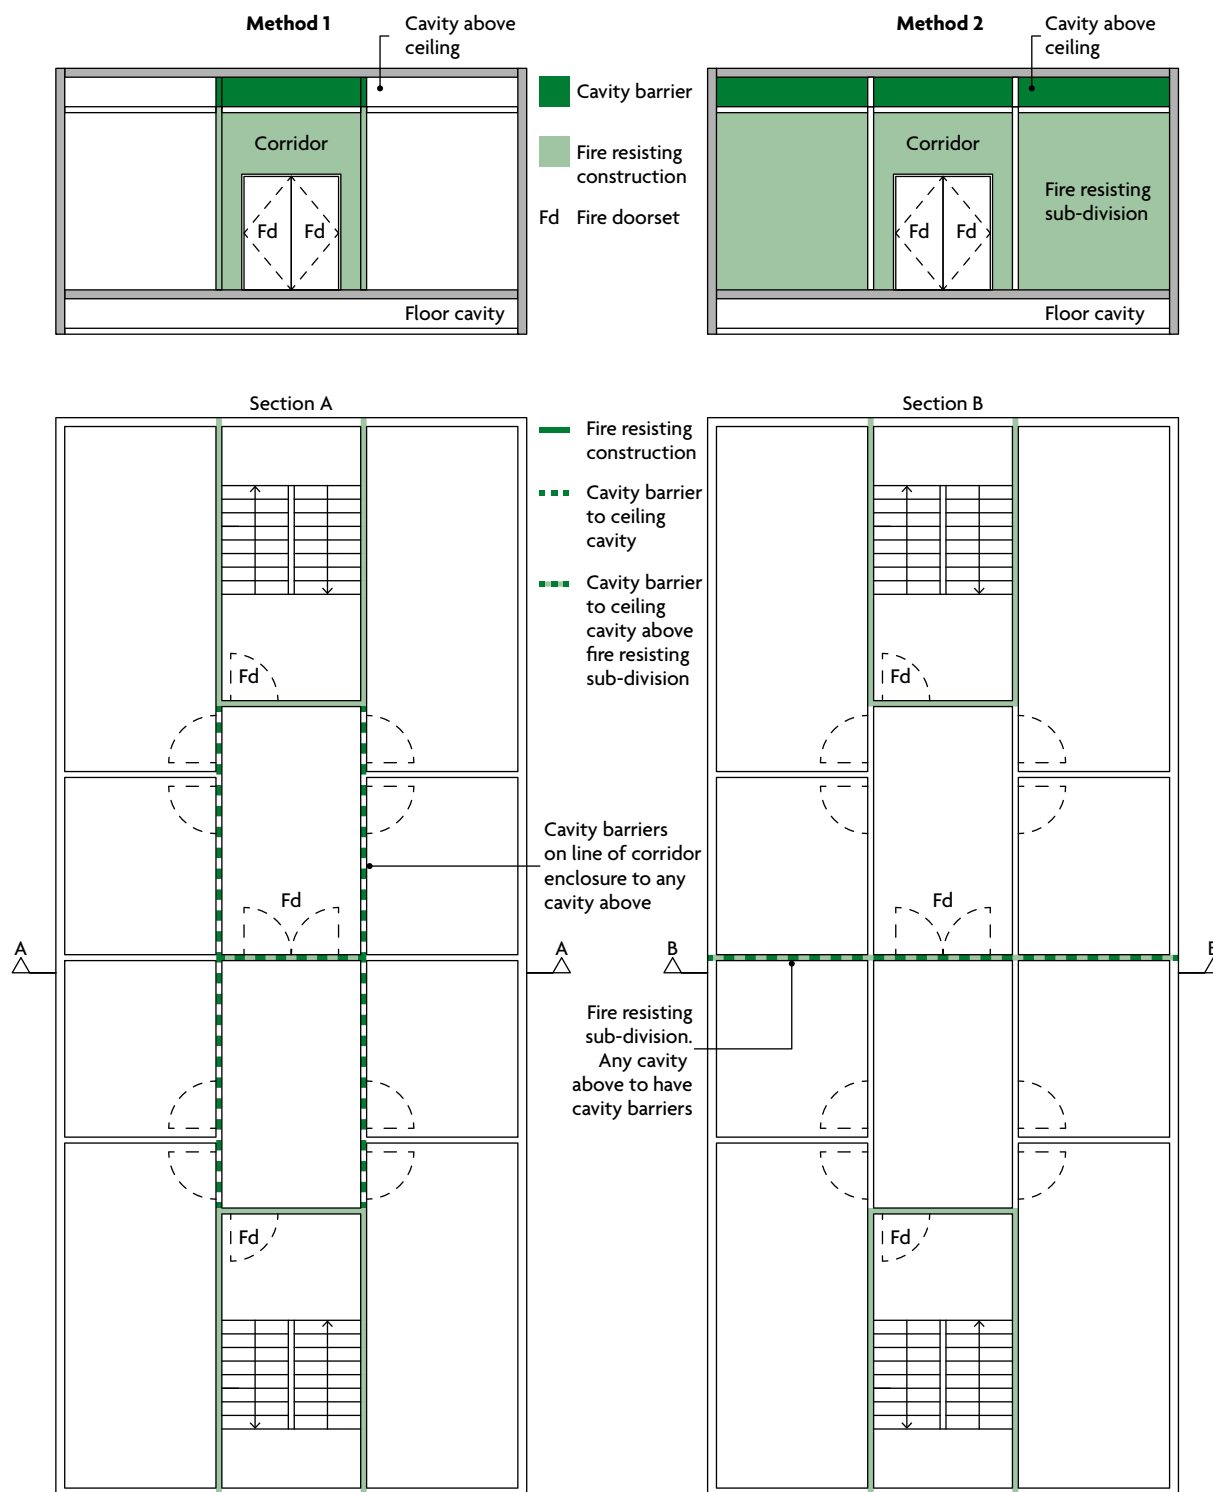 Method 1
Cavity above
ceiling
Corridor
Fd
Fd
Floor cavity
Cavity barrier
Fire resisting
construction
Fd Fire doorset
Method 2
Cavity above
ceiling
Corridor
Fd
Fd
Fire resisting
sub-division
Floor cavity
Section A
Fd
Fd
A
A
Fd
Fire resisting
construction
Cavity barrier
to ceiling
cavity
Cavity barrier
to ceiling
cavity above
fire resisting
sub-division
Cavity barriers
on line of corridor
enclosure to any
cavity above
Section B
Fd
Fd
B
B
Fire resisting
sub-division.
Any cavity
above to have
cavity barriers
Fd